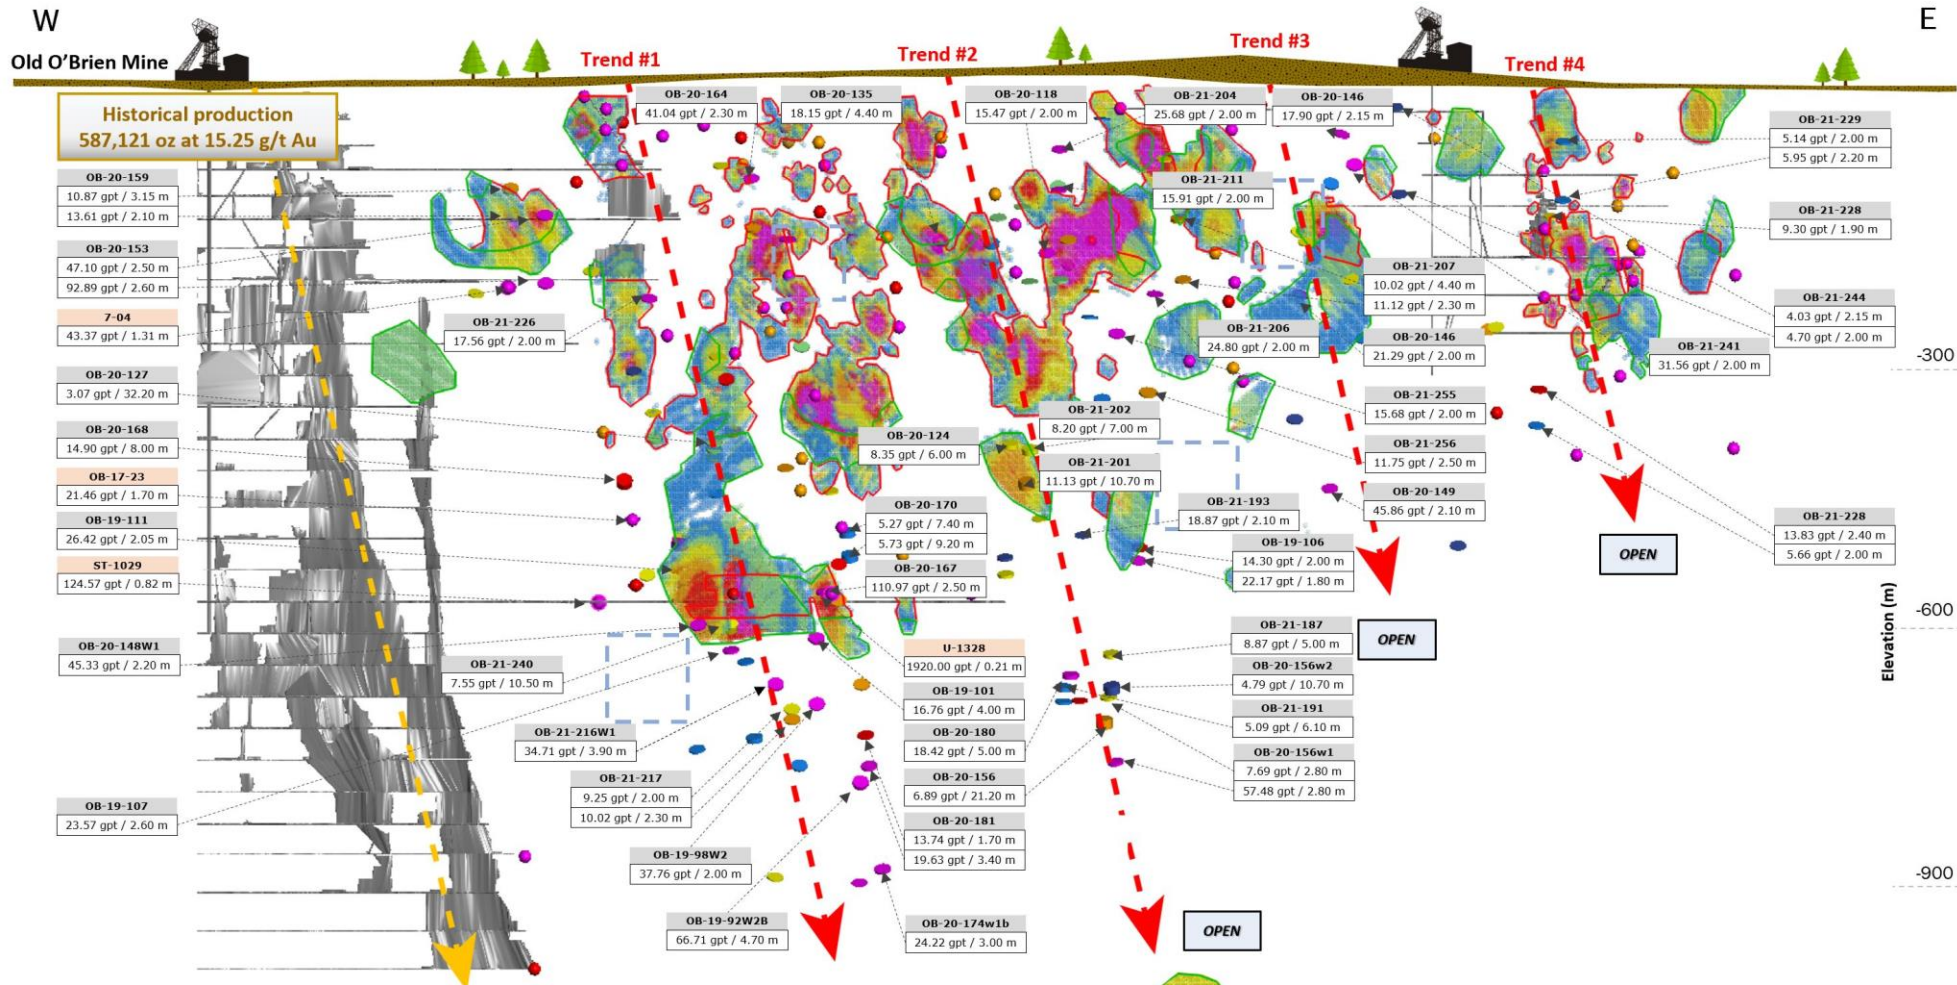 W
E
Old O'Brien Mine
Trend #1
Trend #2
Trend #3
Trend #4
Historical production
587,121 oz at 15.25 g/t Au
OB-20-164
41.04 gpt / 2.30 m
OB-20-135
18.15 gpt / 4.40 m
OB-20-118
15.47 gpt / 2.00 m
OB-21-204
25.68 gpt / 2.00 m
OB-20-146
17.90 gpt / 2.15 m
OB-21-229
5.14 gpt / 2.00 m
5.95 gpt / 2.20 m
OB-20-159
10.87 gpt / 3.15 m
13.61 gpt / 2.10 m
OB-21-211
15.91 gpt / 2.00 m
OB-21-228
9.30 gpt / 1.90 m
OB-20-153
47.10 gpt / 2.50 m
92.89 gpt / 2.60 m
OB-21-207
10.02 gpt / 4.40 m
11.12 gpt / 2.30 m
OB-21-244
4.03 gpt / 2.15 m
4.70 gpt / 2.00 m
7-04
43.37 gpt / 1.31 m
OB-21-226
17.56 gpt / 2.00 m
OB-21-206
24.80 gpt / 2.00 m
OB-20-146
21.29 gpt / 2.00 m
OB-21-241
31.56 gpt / 2.00 m
-300
OB-20-127
3.07 gpt / 32.20 m
OB-21-255
15.68 gpt / 2.00 m
OB-21-202
8.20 gpt / 7.00 m
OB-20-168
14.90 gpt / 8.00 m
OB-20-124
8.35 gpt / 6.00 m
OB-21-256
11.75 gpt / 2.50 m
OB-21-201
11.13 gpt / 10.70 m
OB-17-23
21.46 gpt / 1.70 m
OB-20-149
45.86 gpt / 2.10 m
OB-20-170
5.27 gpt / 7.40 m
5.73 gpt / 9.20 m
OB-21-193
18.87 gpt / 2.10 m
OB-21-228
13.83 gpt / 2.40 m
5.66 gpt / 2.00 m
OB-19-111
26.42 gpt / 2.05 m
OB-19-106
14.30 gpt / 2.00 m
22.17 gpt / 1.80 m
OPEN
ST-1029
124.57 gpt / 0.82 m
OB-20-167
110.97 gpt / 2.50 m
-600
Elevation (m)
OPEN
OB-20-148W1
45.33 gpt / 2.20 m
OB-21-240
7.55 gpt / 10.50 m
U-1328
1920.00 gpt / 0.21 m
OB-21-187
8.87 gpt / 5.00 m
OB-20-156w2
4.79 gpt / 10.70 m
OB-19-101
16.76 gpt / 4.00 m
OB-21-191
5.09 gpt / 6.10 m
OB-21-216W1
34.71 gpt / 3.90 m
OB-20-180
18.42 gpt / 5.00 m
OB-20-156w1
7.69 gpt / 2.80 m
57.48 gpt / 2.80 m
OB-21-217
9.25 gpt / 2.00 m
10.02 gpt / 2.30 m
OB-20-156
6.89 gpt / 21.20 m
OB-19-107
23.57 gpt / 2.60 m
OB-20-181
13.74 gpt / 1.70 m
19.63 gpt / 3.40 m
OB-19-98W2
37.76 gpt / 2.00 m
-900
OB-19-92W2B
66.71 gpt / 4.70 m
OB-20-174w1b
24.22 gpt / 3.00 m
OPEN